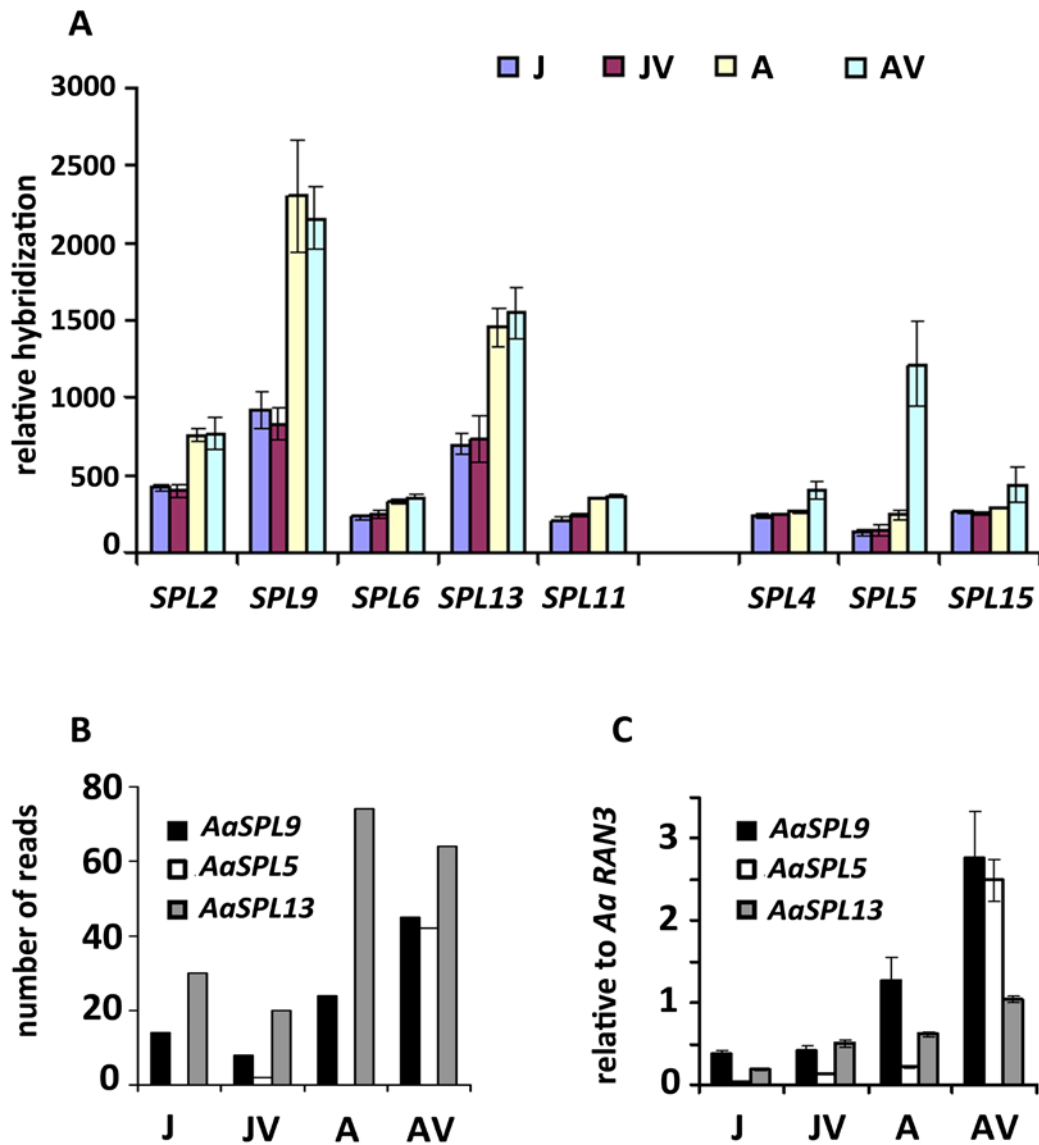 A
J JV A AV
3000
2500
2000
1500
1000
500
0
relative hybridization
SPL2 SPL9 SPL6 SPL13 SPL11 SPL4 SPL5 SPL15
B
80
60
40
20
0
number of reads
AaSPL9
AaSPL5
AaSPL13
J JV A AV
C
3
2
1
0
relative to Aa RAN3
AaSPL9
AaSPL5
AaSPL13
J JV A AV